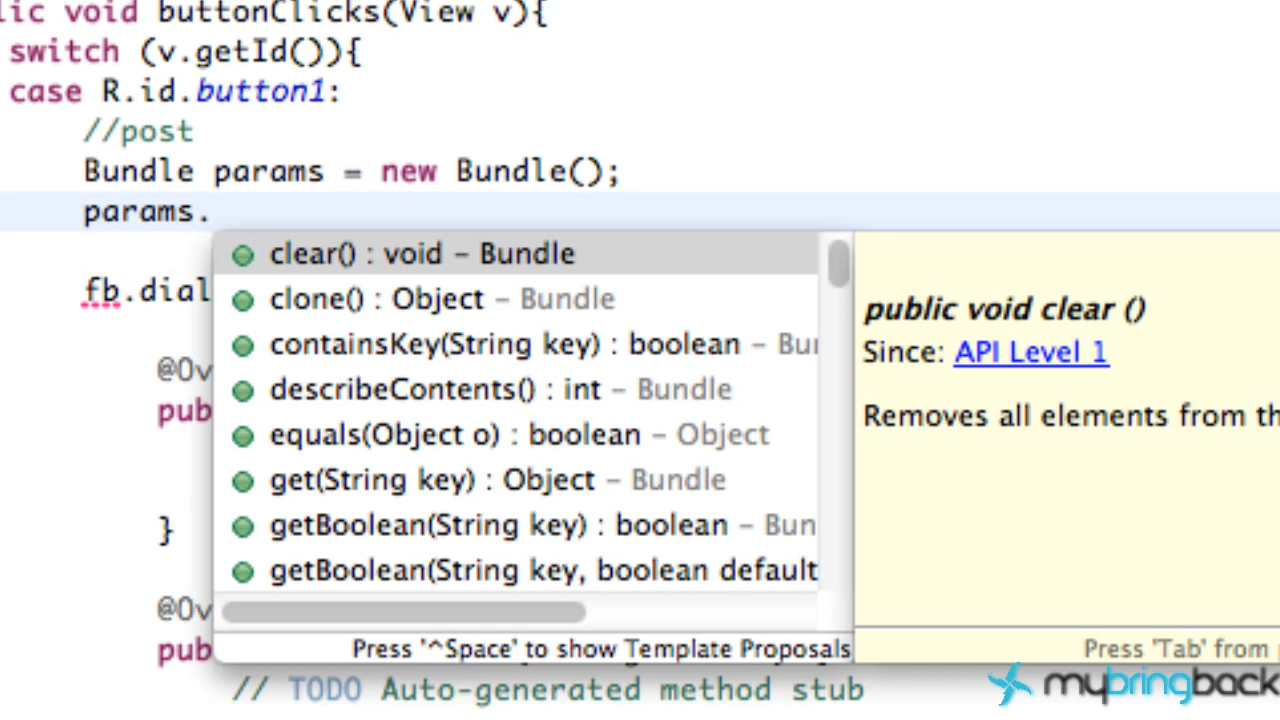 lic void buttonClicks(View v){
switch (v.getId()){
case R.id.button1:
//post
Bundle params = new Bundle();
params.
fb.dial
@Ov
pub
}
@Ov
pub
// TODO Auto-generated method stub
clear() : void – Bundle
clone() : Object – Bundle
containsKey(String key) : boolean – Bu
describeContents() : int – Bundle
equals(Object o) : boolean – Object
get(String key) : Object – Bundle
getBoolean(String key) : boolean – Bun
getBoolean(String key, boolean default
Press '^Space' to show Template Proposals
public void clear ()
Since: API Level 1
Removes all elements from th
Press 'Tab' from
mybringback